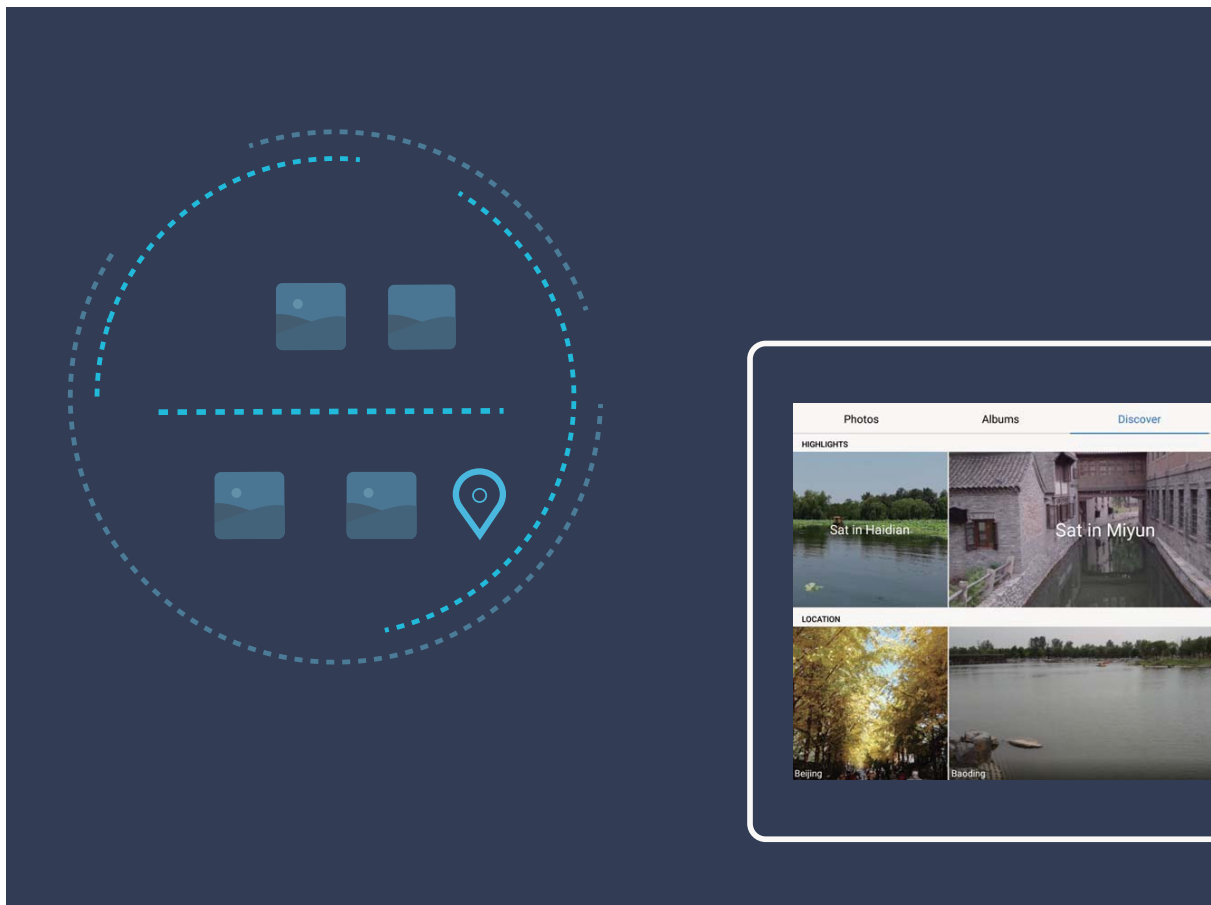 Photos
Albums
Discover
HIGHLIGHTS
Sat in Haidian
Sat in Miyun
LOCATION
Beijing
Baoding